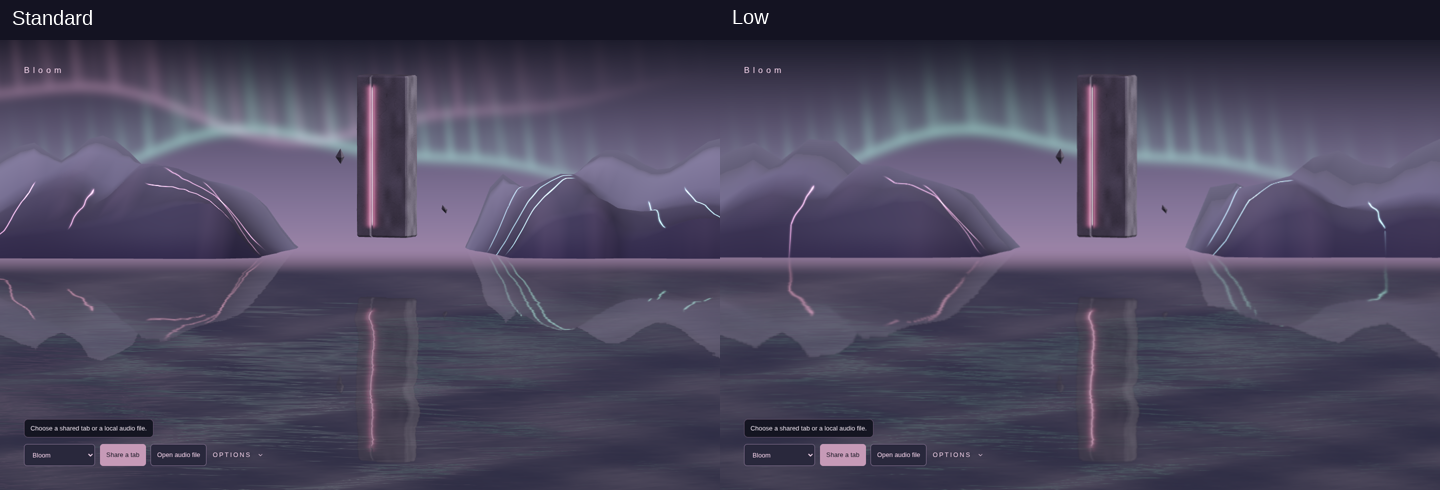 Standard
Bloom
Choose a shared tab or a local audio file.
Bloom Share a tab Open audio file OPTIONS
Low
Bloom
Choose a shared tab or a local audio file.
Bloom Share a tab Open audio file OPTIONS